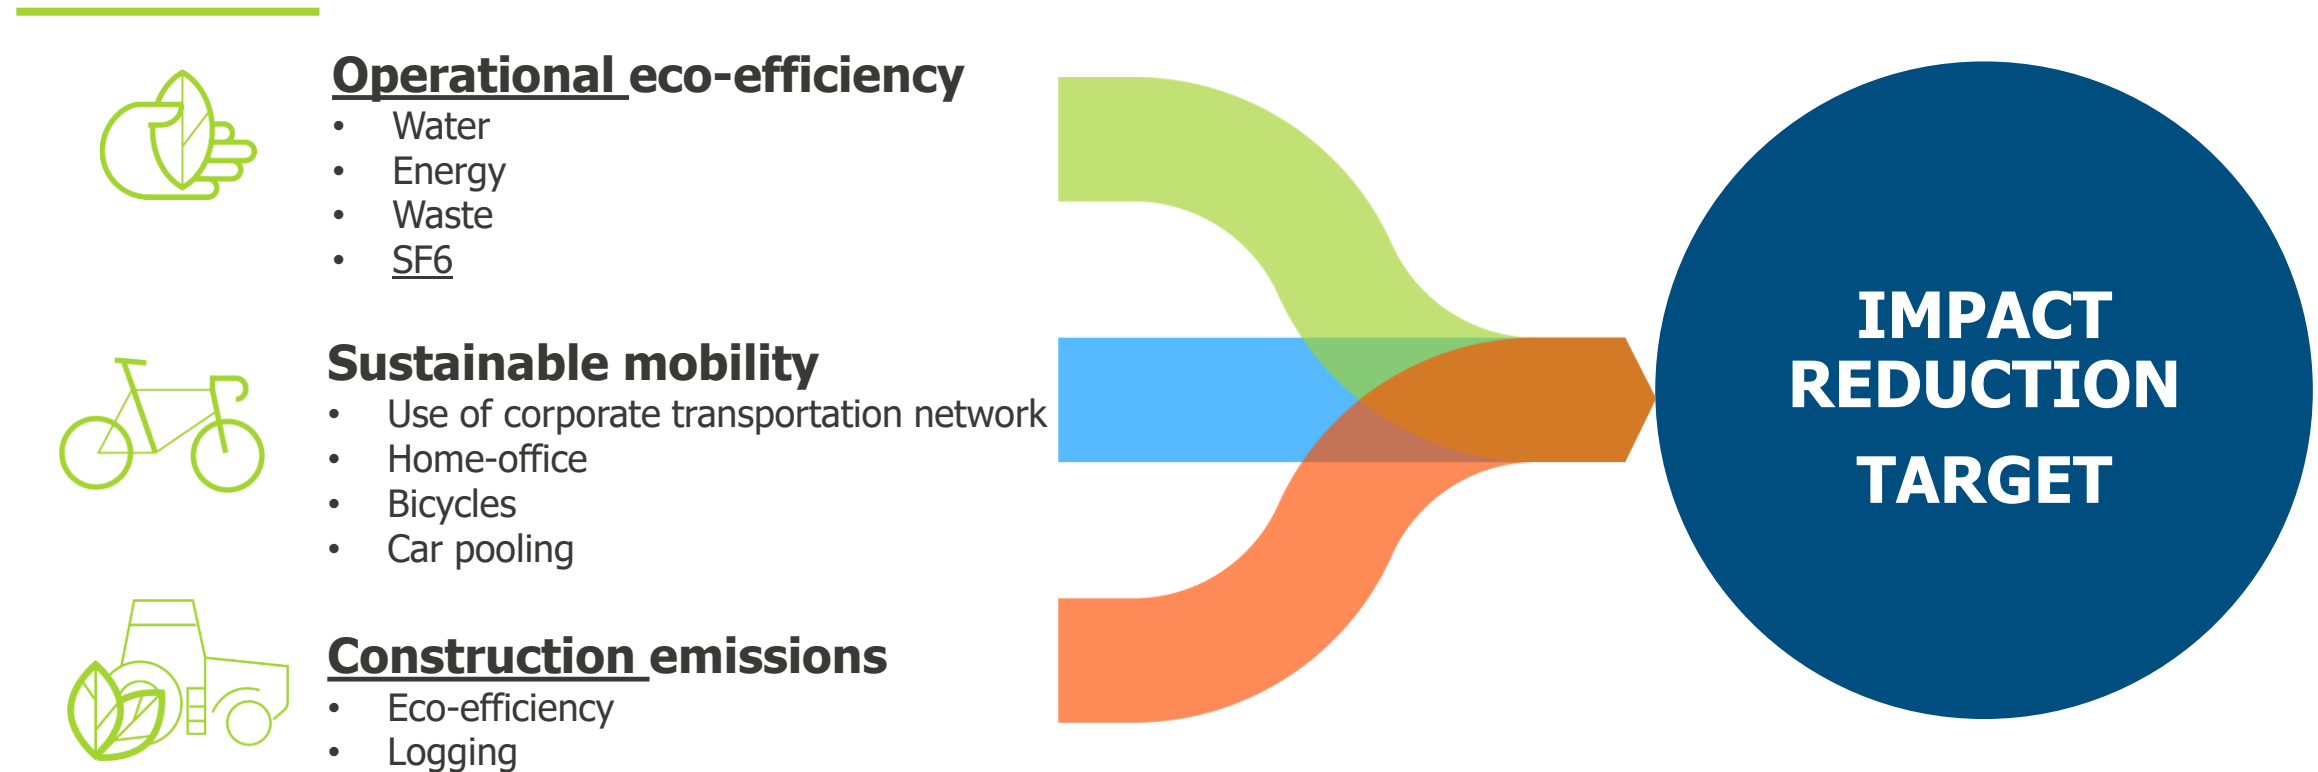 Operational eco-efficiency
• Water
• Energy
• Waste
• SF6
Sustainable mobility
• Use of corporate transportation network
• Home-office
• Bicycles
• Car pooling
Construction emissions
• Eco-efficiency
• Logging
IMPACT
REDUCTION
TARGET